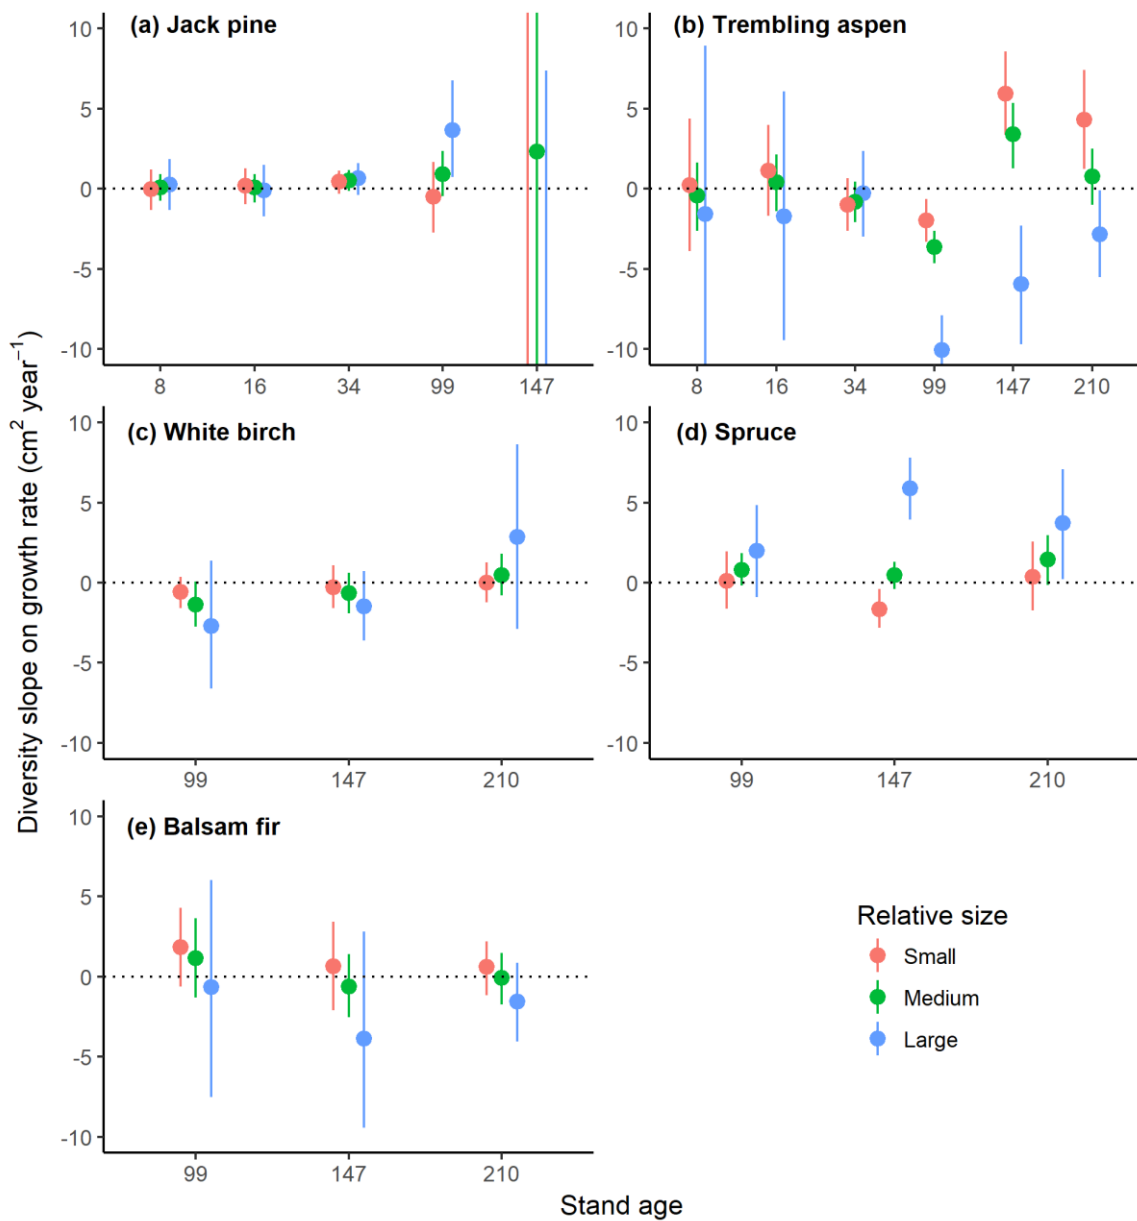 (a) Jack pine
10
5
0
-5
-10
8 16 34 99 147
(b) Trembling aspen
10
5
0
-5
-10
8 16 34 99 147 210
(c) White birch
10
5
0
-5
-10
99 147 210
(d) Spruce
10
5
0
-5
-10
99 147 210
(e) Balsam fir
10
5
0
-5
-10
99 147 210
Diversity slope on growth rate (cm² year⁻¹)
Stand age
Relative size
Small
Medium
Large